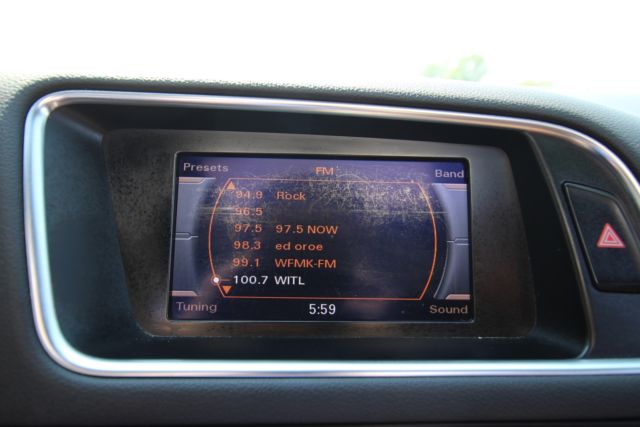 Presets FM Band
94.9 Rock
96.5
97.5 97.5 NOW
98.3 ed oroe
99.1 WFMK-FM
100.7 WITL
Tuning 5:59 Sound